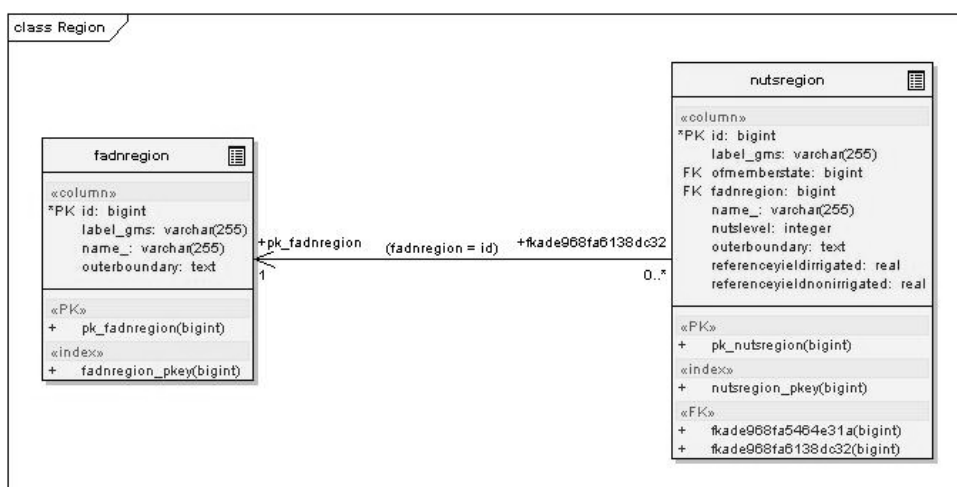 class Region
fadnregion
«column»
*PK id: bigint
label_gms: varchar(255)
name_: varchar(255)
outerboundary: text
«PK»
+ pk_fadnregion(bigint)
«index»
+ fadnregion_pkey(bigint)
+pk_fadnregion
(fadnregion = id)
+fkade968fa6138dc32
1
0..*
nutsregion
«column»
*PK id: bigint
label_gms: varchar(255)
FK ofmemberstate: bigint
FK fadnregion: bigint
name_: varchar(255)
nutslevel: integer
outerboundary: text
referenceyieldirrigated: real
referenceyieldnonirrigated: real
«PK»
+ pk_nutsregion(bigint)
«index»
+ nutsregion_pkey(bigint)
«FK»
+ fkade968fa5464e31a(bigint)
+ fkade968fa6138dc32(bigint)